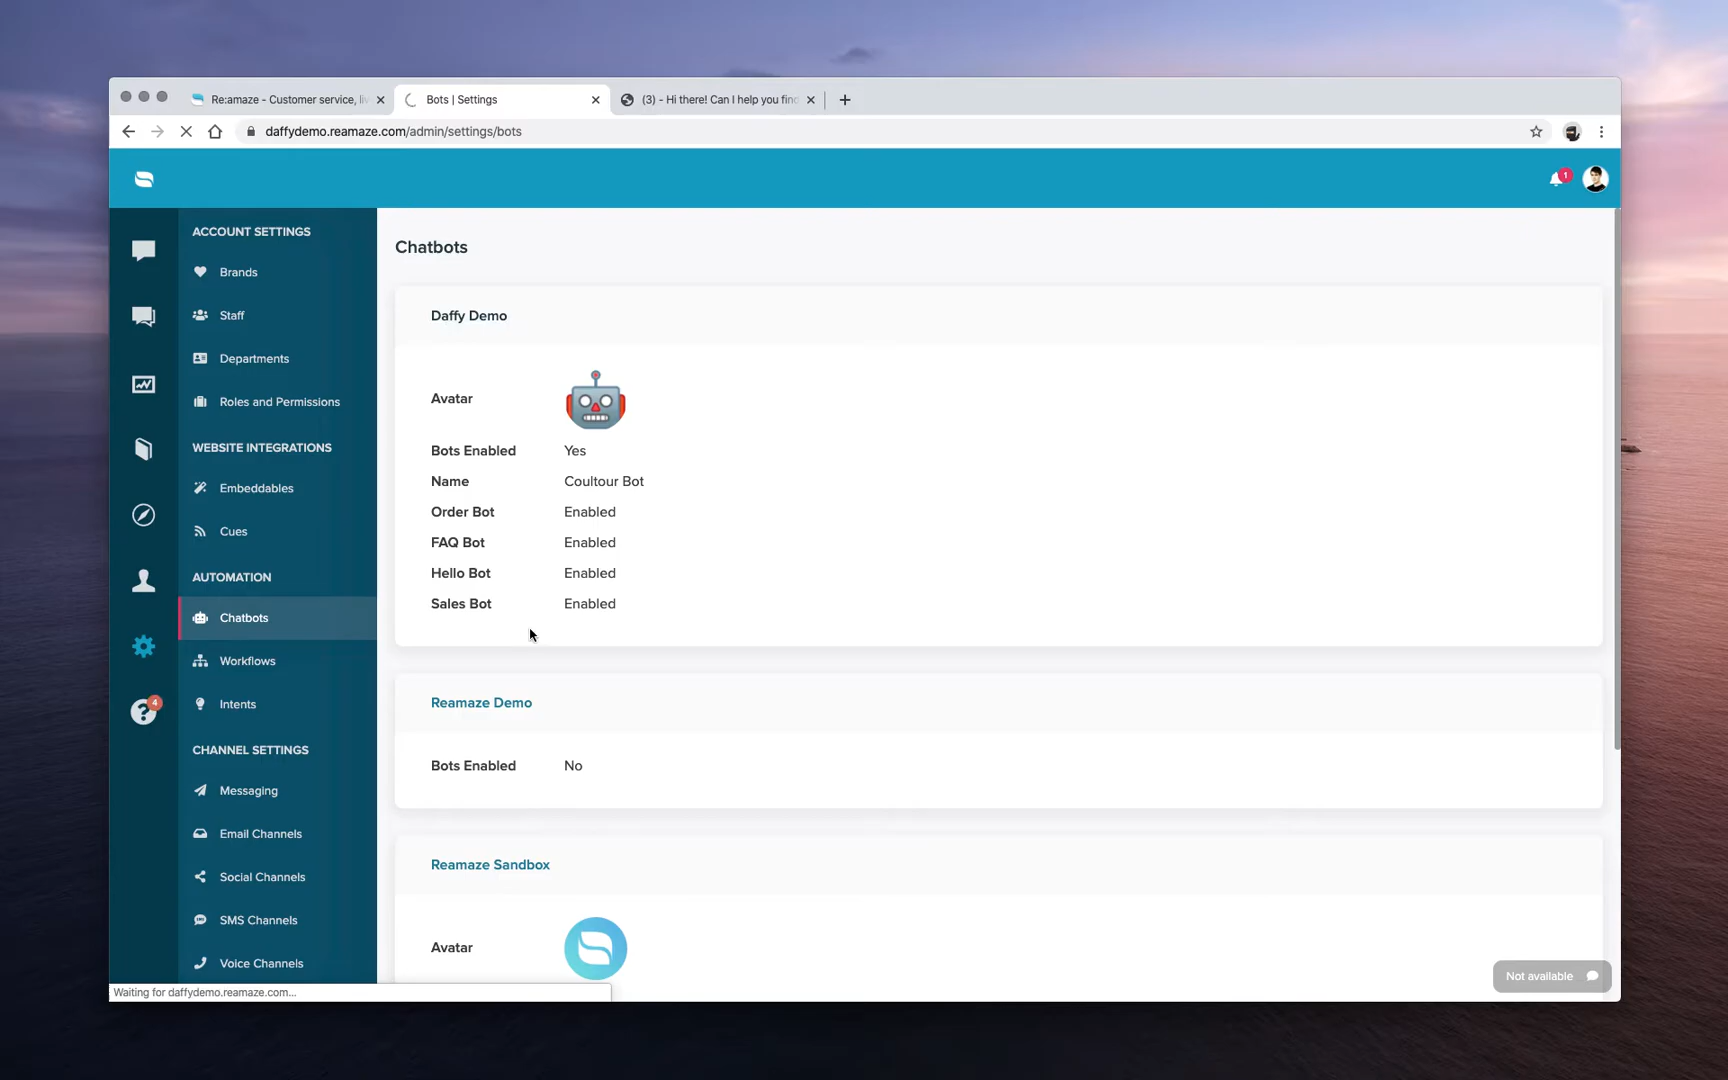 Re:amaze - Customer service, liv
Bots | Settings
(3) - Hi there! Can I help you find
daffydemo.reamaze.com/admin/settings/bots
1
ACCOUNT SETTINGS
Brands
Staff
Departments
Roles and Permissions
WEBSITE INTEGRATIONS
Embeddables
Cues
AUTOMATION
Chatbots
Workflows
Intents
4
CHANNEL SETTINGS
Messaging
Email Channels
Social Channels
SMS Channels
Voice Channels
Chatbots
Daffy Demo
Avatar
Bots Enabled Yes
Name Coultour Bot
Order Bot Enabled
FAQ Bot Enabled
Hello Bot Enabled
Sales Bot Enabled
Reamaze Demo
Bots Enabled No
Reamaze Sandbox
Avatar
Not available
Waiting for daffydemo.reamaze.com...